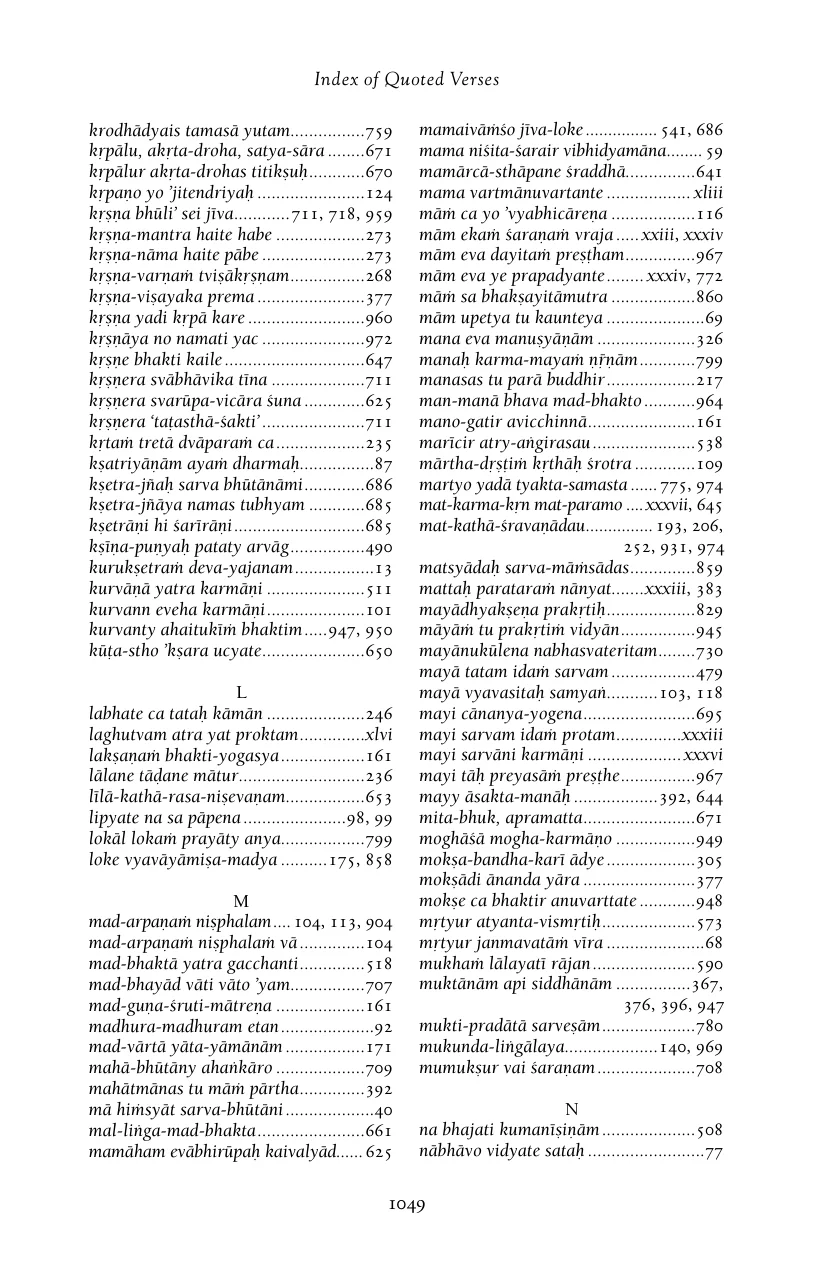 Index of Quoted Verses
krodhādyais tamasā yutam................759
kṛpālu, akṛta-droha, satya-sāra ........671
kṛpālur akṛta-drohas titikṣuḥ............670
kṛpaṇo yo ’jitendriyaḥ .......................124
kṛṣṇa bhūli’ sei jīva............711, 718, 959
kṛṣṇa-mantra haite habe ...................273
kṛṣṇa-nāma haite pābe ......................273
kṛṣṇa-varṇaṁ tviṣākṛṣṇam................268
kṛṣṇa-viṣayaka prema .......................377
kṛṣṇa yadi kṛpā kare .........................960
kṛṣṇāya no namati yac ......................972
kṛṣṇe bhakti kaile ..............................647
kṛṣṇera svābhāvika tīna ....................711
kṛṣṇera svarūpa-vicāra śuna .............625
kṛṣṇera ‘taṭasthā-śakti’......................711
kṛtaṁ tretā dvāparaṁ ca...................235
kṣatriyāṇām ayaṁ dharmaḥ................87
kṣetra-jñaḥ sarva bhūtānāmi.............686
kṣetra-jñāya namas tubhyam ............685
kṣetrāṇi hi śarīrāṇi............................685
kṣīṇa-puṇyaḥ pataty arvāg................490
kurukṣetraṁ deva-yajanam.................13
kurvāṇā yatra karmāṇi .....................511
kurvann eveha karmāṇi.....................101
kurvanty ahaitukīṁ bhaktim.....947, 950
kūṭa-stho ’kṣara ucyate......................650
L
labhate ca tataḥ kāmān .....................246
laghutvam atra yat proktam..............xlvi
lakṣaṇaṁ bhakti-yogasya..................161
lālane tāḍane mātur...........................236
līlā-kathā-rasa-niṣevaṇam.................653
lipyate na sa pāpena ......................98, 99
lokāl lokaṁ prayāty anya..................799
loke vyavāyāmiṣa-madya ..........175, 858
M
mad-arpaṇaṁ niṣphalam.... 104, 113, 904
mad-arpaṇaṁ niṣphalaṁ vā ..............104
mad-bhaktā yatra gacchanti..............518
mad-bhayād vāti vāto ’yam................707
mad-guṇa-śruti-mātreṇa ...................161
madhura-madhuram etan....................92
mad-vārtā yāta-yāmānām .................171
mahā-bhūtāny ahaṅkāro ...................709
mahātmānas tu māṁ pārtha..............392
mā hiṁsyāt sarva-bhūtāni...................40
mal-liṅga-mad-bhakta.......................661
mamāham evābhirūpaḥ kaivalyād...... 625
mamaivāṁśo jīva-loke ................ 541, 686
mama niśita-śarair vibhidyamāna........ 59
mamārcā-sthāpane śraddhā...............641
mama vartmānuvartante .................. xliii
māṁ ca yo ’vyabhicāreṇa ..................116
mām ekaṁ śaraṇaṁ vraja .....xxiii, xxxiv
mām eva dayitaṁ preṣṭham...............967
mām eva ye prapadyante........ xxxiv, 772
māṁ sa bhakṣayitāmutra ..................860
mām upetya tu kaunteya .....................69
mana eva manuṣyāṇām .....................326
manaḥ karma-mayaṁ nṝṇām............799
manasas tu parā buddhir...................217
man-manā bhava mad-bhakto...........964
mano-gatir avicchinnā.......................161
marīcir atry-aṅgirasau......................538
mārtha-dṛṣṭiṁ kṛthāḥ śrotra .............109
martyo yadā tyakta-samasta ...... 775, 974
mat-karma-kṛn mat-paramo ....xxxvii, 645
mat-kathā-śravaṇādau............... 193, 206,
252, 931, 974
matsyādaḥ sarva-māṁsādas..............859
mattaḥ parataraṁ nānyat.......xxxiii, 383
mayādhyakṣeṇa prakṛtiḥ...................829
māyāṁ tu prakṛtiṁ vidyān................945
mayānukūlena nabhasvateritam........730
mayā tatam idaṁ sarvam ..................479
mayā vyavasitaḥ samyaṅ...........103, 118
mayi cānanya-yogena........................695
mayi sarvam idaṁ protam..............xxxiii
mayi sarvāni karmāṇi ....................xxxvi
mayi tāḥ preyasāṁ preṣṭhe................967
mayy āsakta-manāḥ ..................392, 644
mita-bhuk, apramatta........................671
moghāśā mogha-karmāṇo .................949
mokṣa-bandha-karī ādye...................305
mokṣādi ānanda yāra ........................377
mokṣe ca bhaktir anuvarttate ............948
mṛtyur atyanta-vismṛtiḥ....................573
mṛtyur janmavatāṁ vīra .....................68
mukhaṁ lālayatī rājan......................590
muktānām api siddhānām ................367,
376, 396, 947
mukti-pradātā sarveṣām....................780
mukunda-liṅgālaya....................140, 969
mumukṣur vai śaraṇam.....................708
N
na bhajati kumanīṣiṇām....................508
nābhāvo vidyate sataḥ .........................77
1049